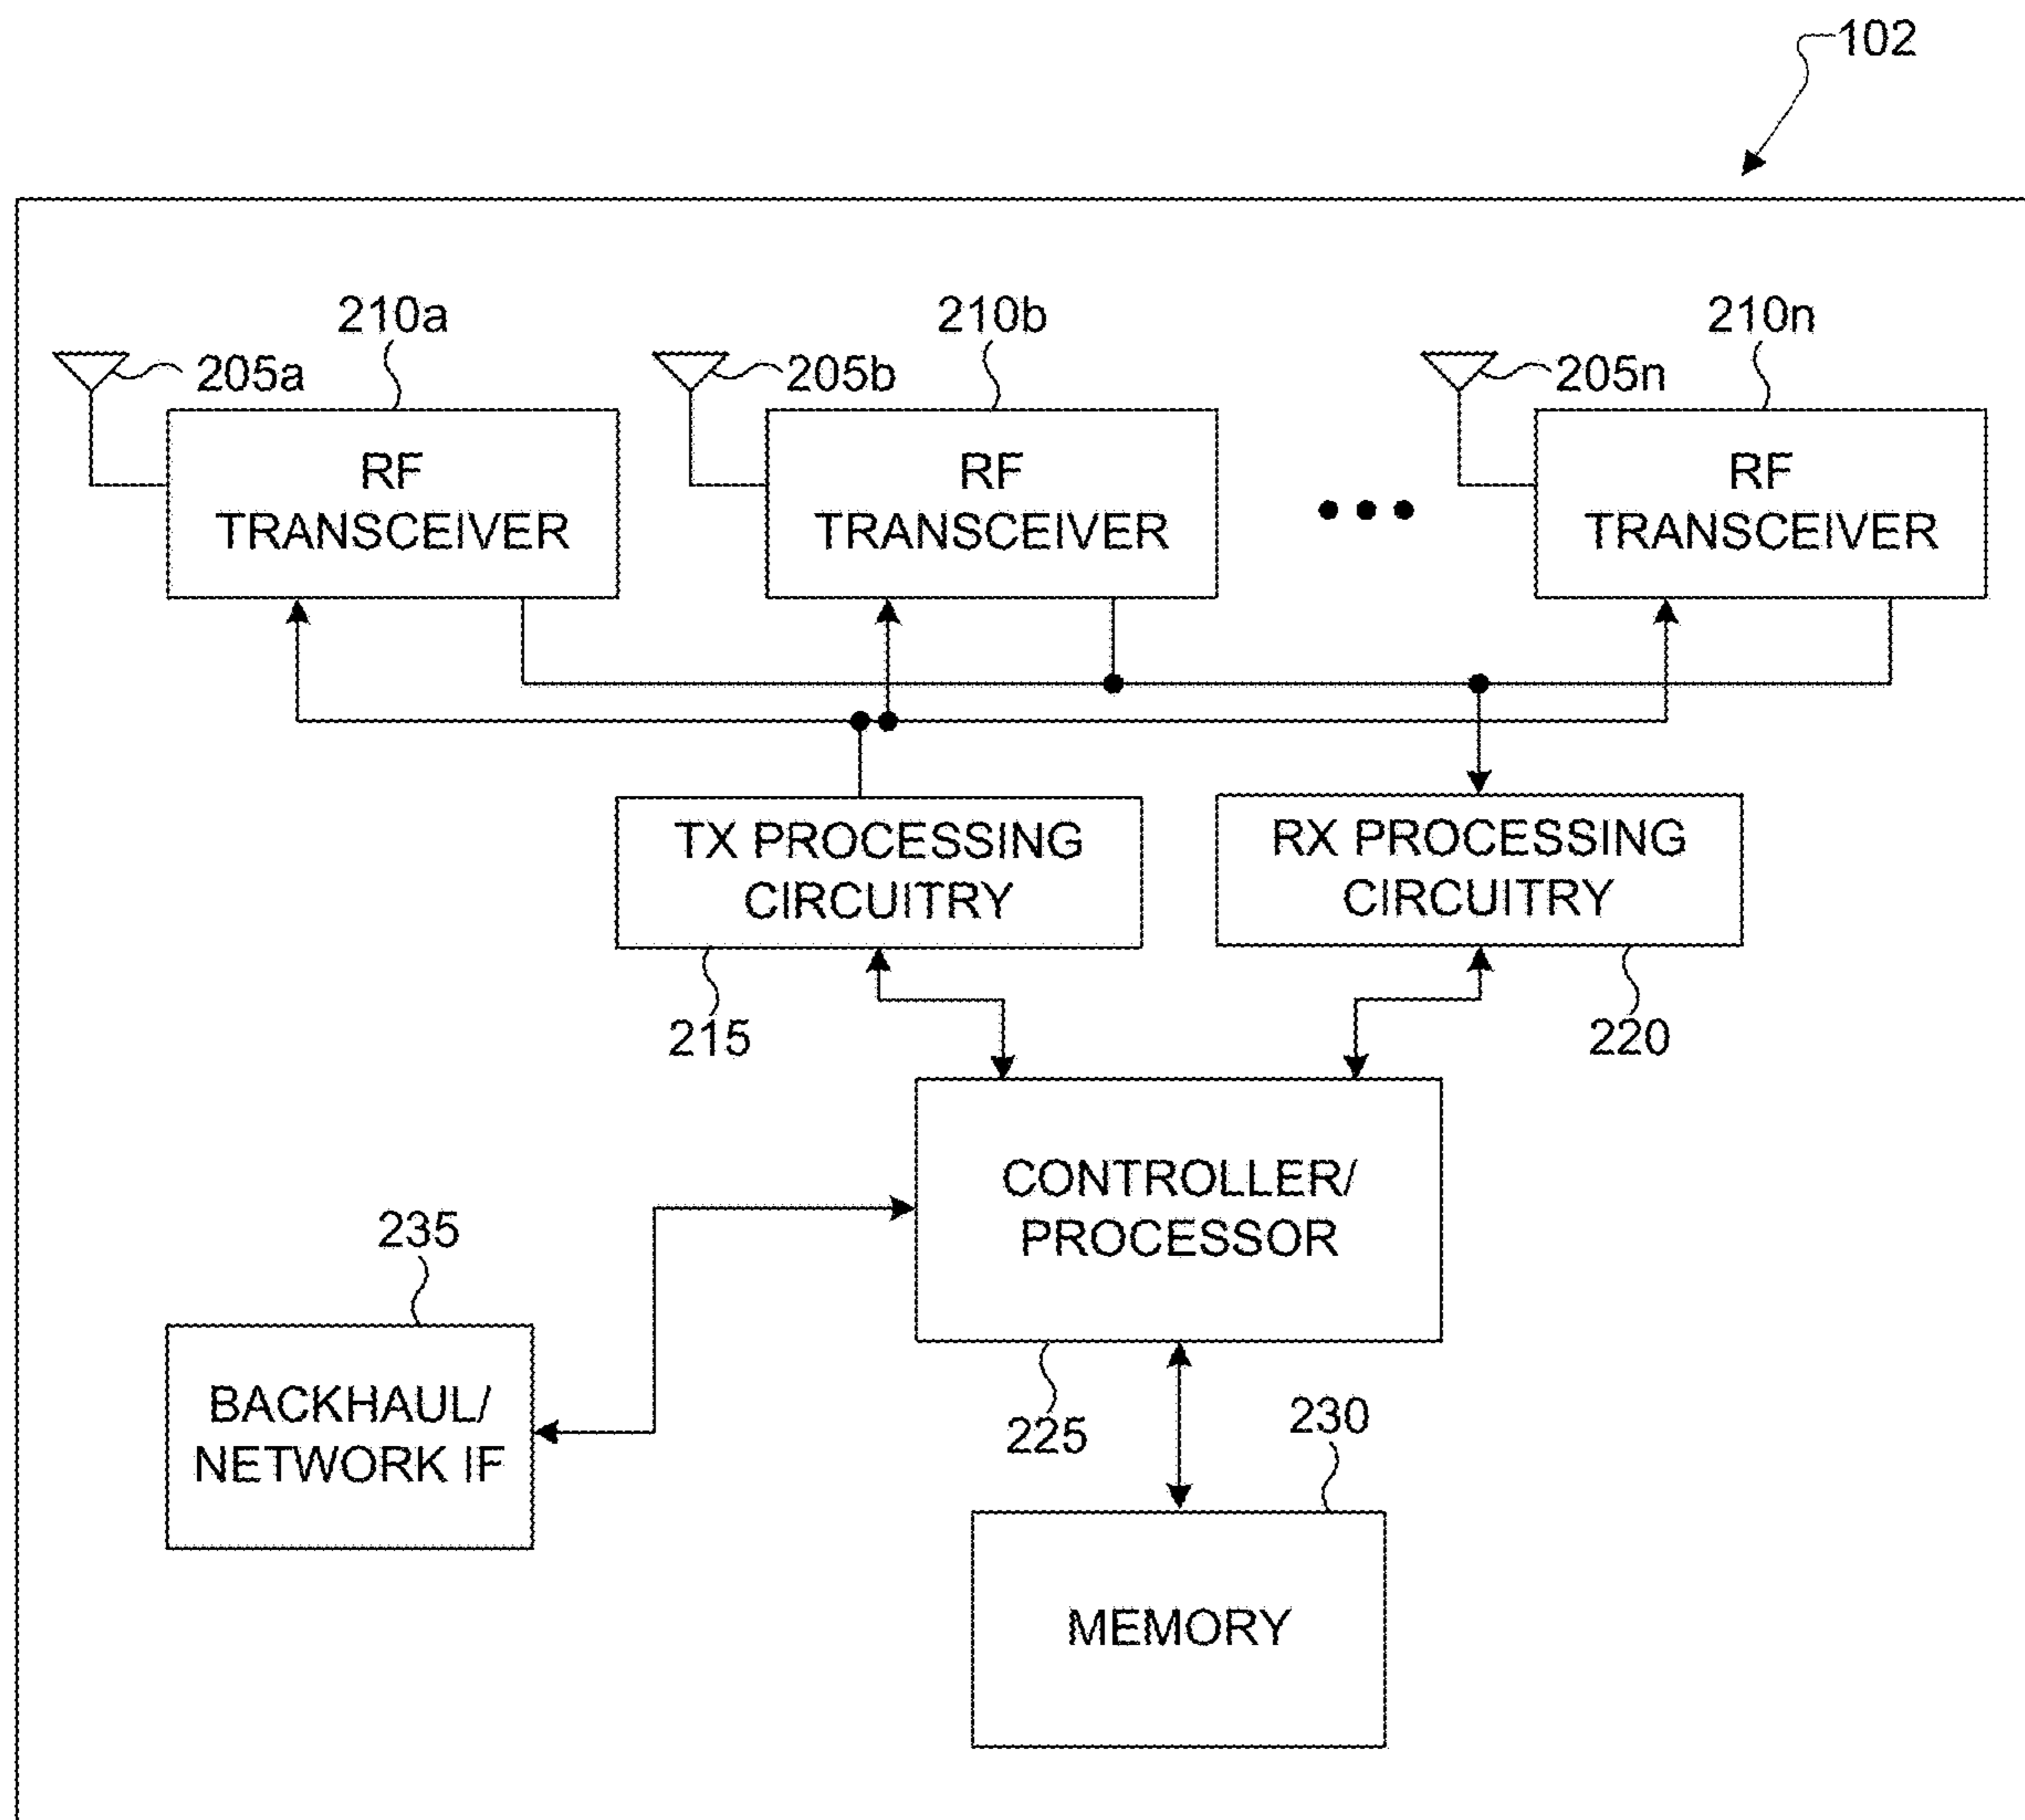 102
210a
210b
210n
205a
205b
205n
RF
TRANSCEIVER
RF
TRANSCEIVER
RF
TRANSCEIVER
TX PROCESSING
CIRCUITRY
RX PROCESSING
CIRCUITRY
215
220
CONTROLLER/
PROCESSOR
235
BACKHAUL/
NETWORK IF
225
230
MEMORY